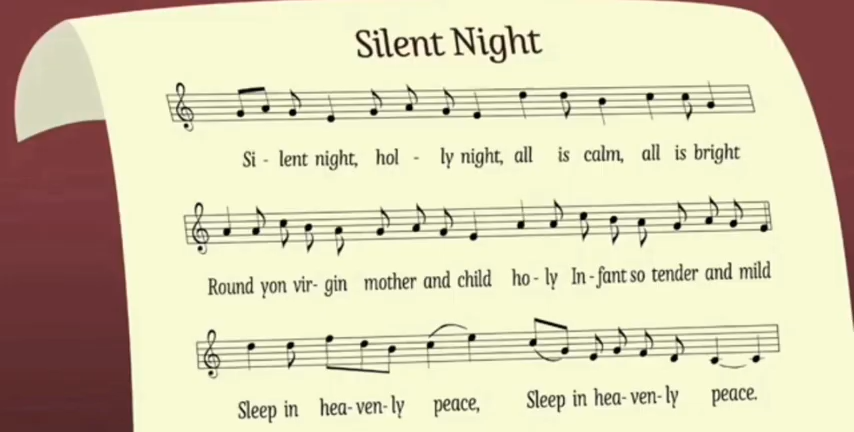 Silent Night
Si - lent night, hol - ly night, all is calm, all is bright
Round yon vir- gin mother and child ho - ly In - fant so tender and mild
Sleep in hea- ven- ly peace, Sleep in hea- ven- ly peace.